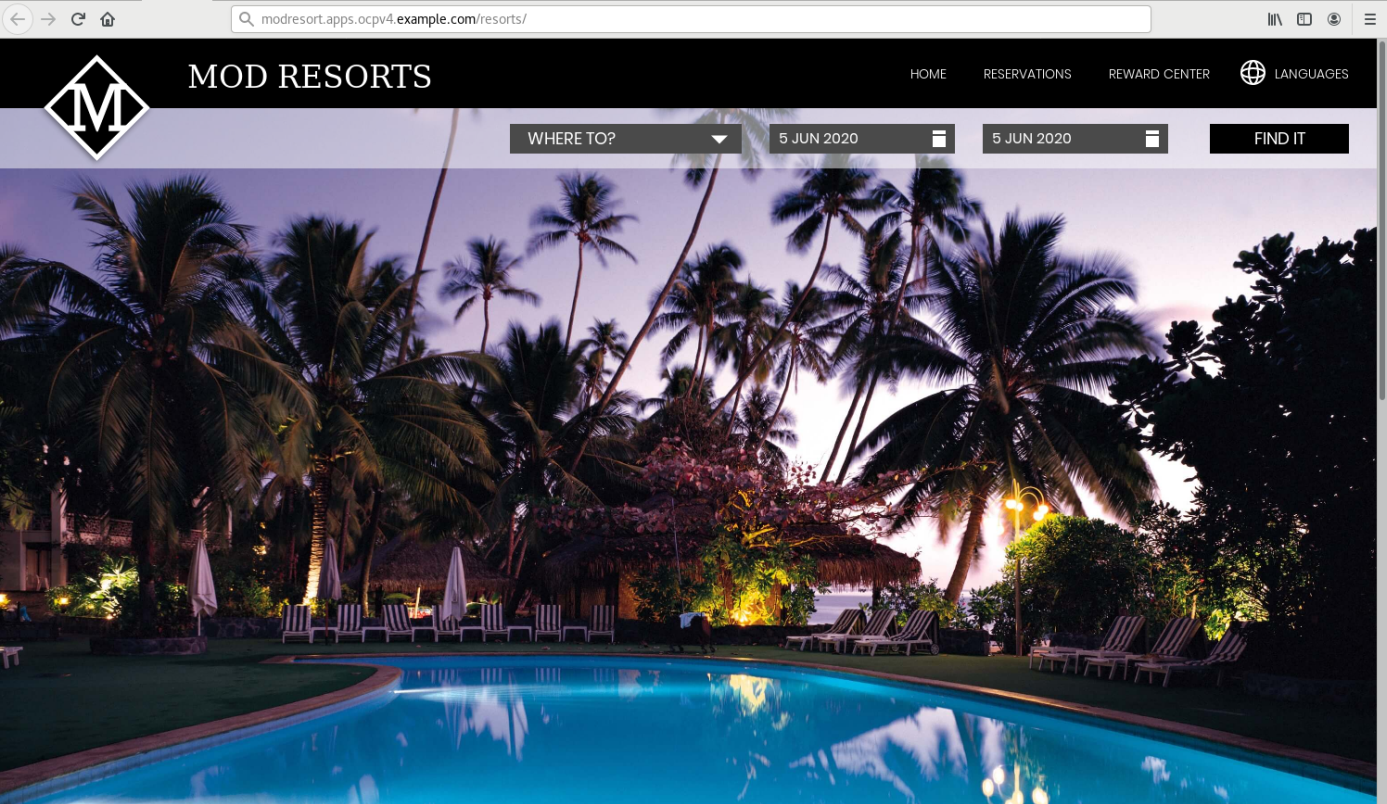 modresort.apps.ocpv4.example.com/resorts/
MOD RESORTS
HOME
RESERVATIONS
REWARD CENTER
LANGUAGES
M
WHERE TO?
5 JUN 2020
5 JUN 2020
FIND IT